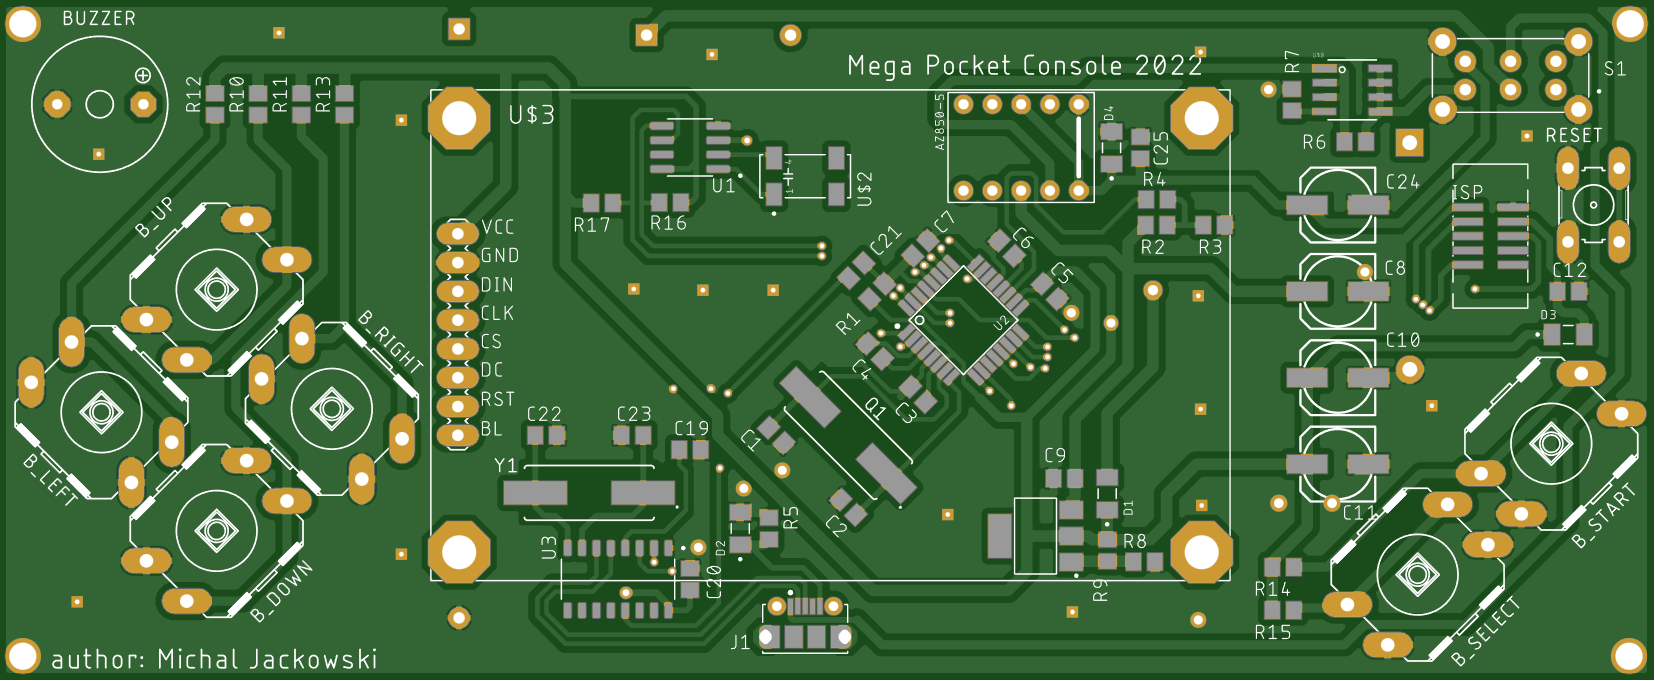 BUZZER
Mega Pocket Console 2022
R12
R10
R11
R13
U$3
U1
U$2
R17
R16
AZ850-5
D4
C25
R4
R2
R3
R7
R6
S1
RESET
ISP
C24
C8
C10
C11
C12
D3
B_UP
B_RIGHT
B_LEFT
B_DOWN
VCC
GND
DIN
CLK
CS
DC
RST
BL
C21
C7
C6
C5
R1
U2
C4
C3
Q1
C1
C2
C22
C23
C19
Y1
U3
D2
R5
C20
J1
C9
D1
R8
R9
R14
R15
B_START
B_SELECT
author: Michal Jackowski